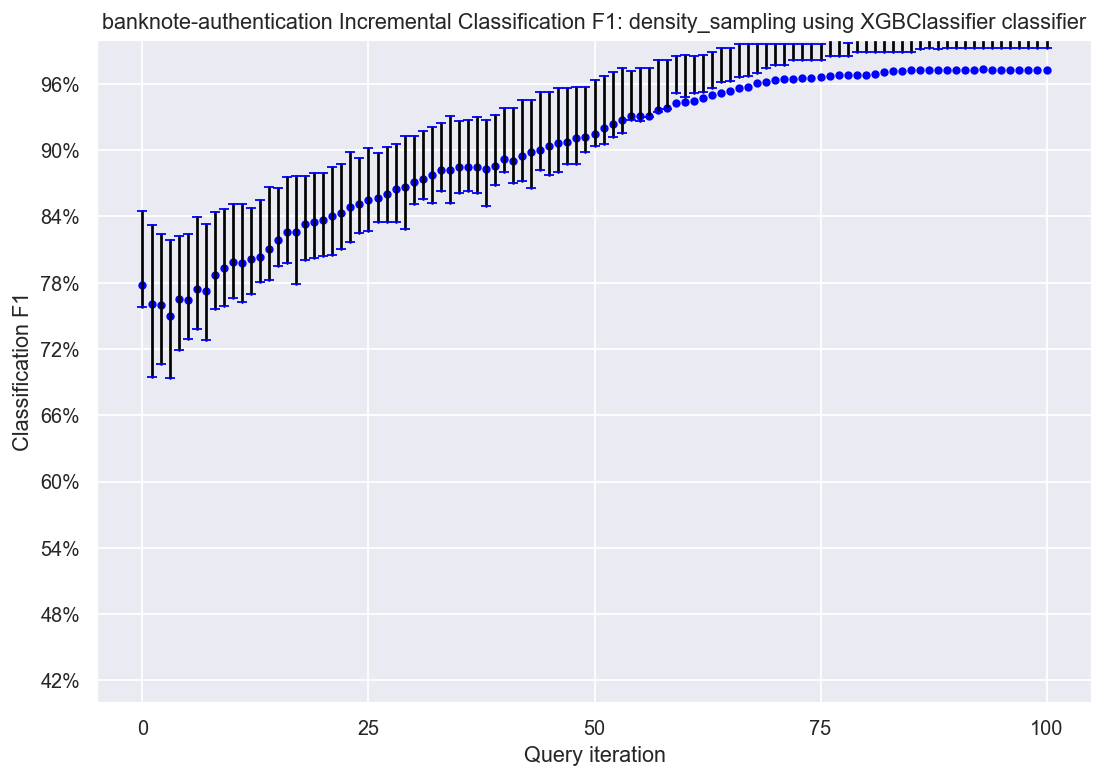 banknote-authentication Incremental Classification F1: density_sampling using XGBClassifier classifier
96%
90%
84%
78%
72%
66%
60%
54%
48%
42%
Classification F1
0 25 50 75 100
Query iteration